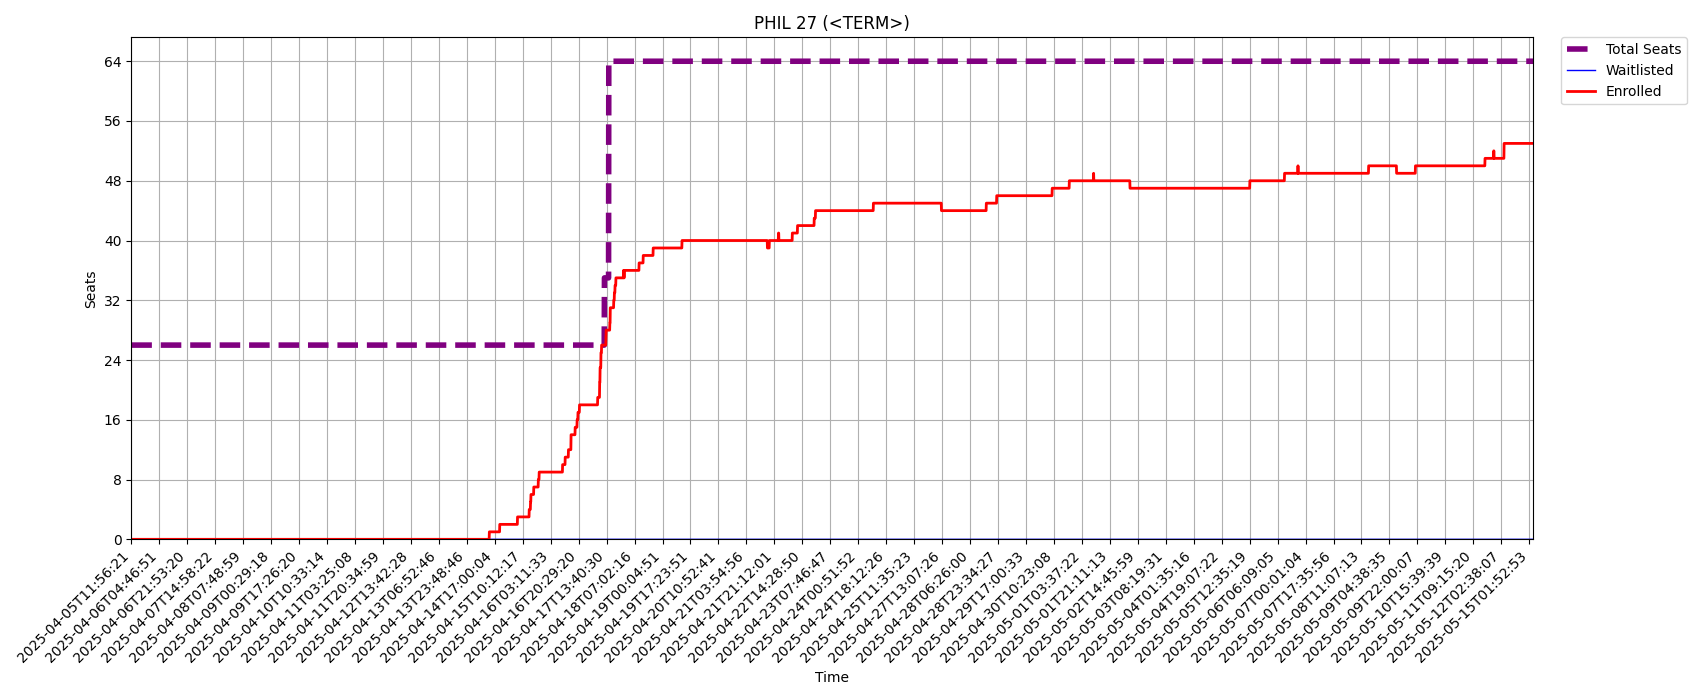 PHIL 27 (<TERM>)
Total Seats
Waitlisted
Enrolled
64
56
48
40
32
24
16
8
0
Seats
2025-04-05T11:56:21
2025-04-06T04:46:51
2025-04-06T21:53:20
2025-04-07T14:58:22
2025-04-08T07:48:59
2025-04-09T00:29:18
2025-04-09T17:26:20
2025-04-10T10:33:14
2025-04-11T03:25:08
2025-04-11T20:34:59
2025-04-12T13:42:28
2025-04-13T06:52:46
2025-04-13T23:48:46
2025-04-14T17:00:04
2025-04-15T10:12:17
2025-04-16T03:11:33
2025-04-16T20:29:20
2025-04-17T13:40:30
2025-04-18T07:02:16
2025-04-19T00:04:51
2025-04-19T17:23:51
2025-04-20T10:52:41
2025-04-21T03:54:56
2025-04-21T21:12:01
2025-04-22T14:28:50
2025-04-23T07:46:47
2025-04-24T00:51:52
2025-04-24T18:12:26
2025-04-25T11:35:23
2025-04-27T13:07:26
2025-04-28T06:26:00
2025-04-28T23:34:27
2025-04-29T17:00:33
2025-04-30T10:23:08
2025-05-01T03:37:22
2025-05-01T21:11:13
2025-05-02T14:45:59
2025-05-03T08:19:31
2025-05-04T01:35:16
2025-05-04T19:07:22
2025-05-05T12:35:19
2025-05-06T06:09:05
2025-05-07T00:01:04
2025-05-07T17:35:56
2025-05-08T11:07:13
2025-05-09T04:38:35
2025-05-09T22:00:07
2025-05-10T15:39:39
2025-05-11T09:15:20
2025-05-12T02:38:07
2025-05-15T01:52:53
Time